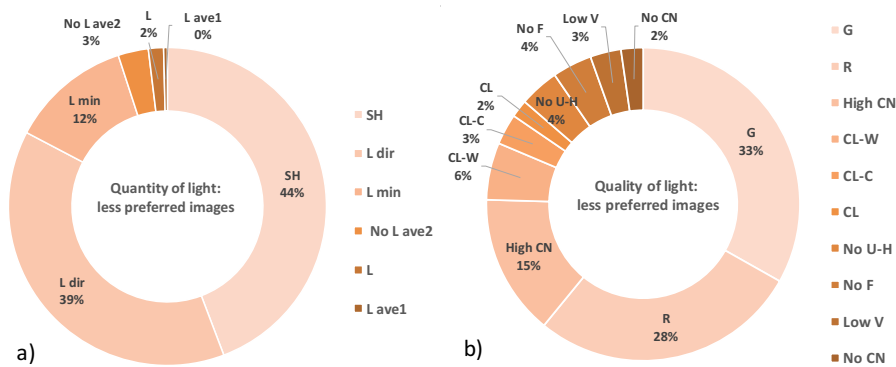 No L ave2
3%
L
2%
L ave1
0%
L min
12%
SH
44%
L dir
39%
Quantity of light:
less preferred images
SH
L dir
L min
No L ave2
L
L ave1
a)
No F
4%
Low V
3%
No CN
2%
CL
2%
No U-H
4%
CL-C
3%
CL-W
6%
G
33%
High CN
15%
R
28%
Quality of light:
less preferred images
G
R
High CN
CL-W
CL-C
CL
No U-H
No F
Low V
No CN
b)